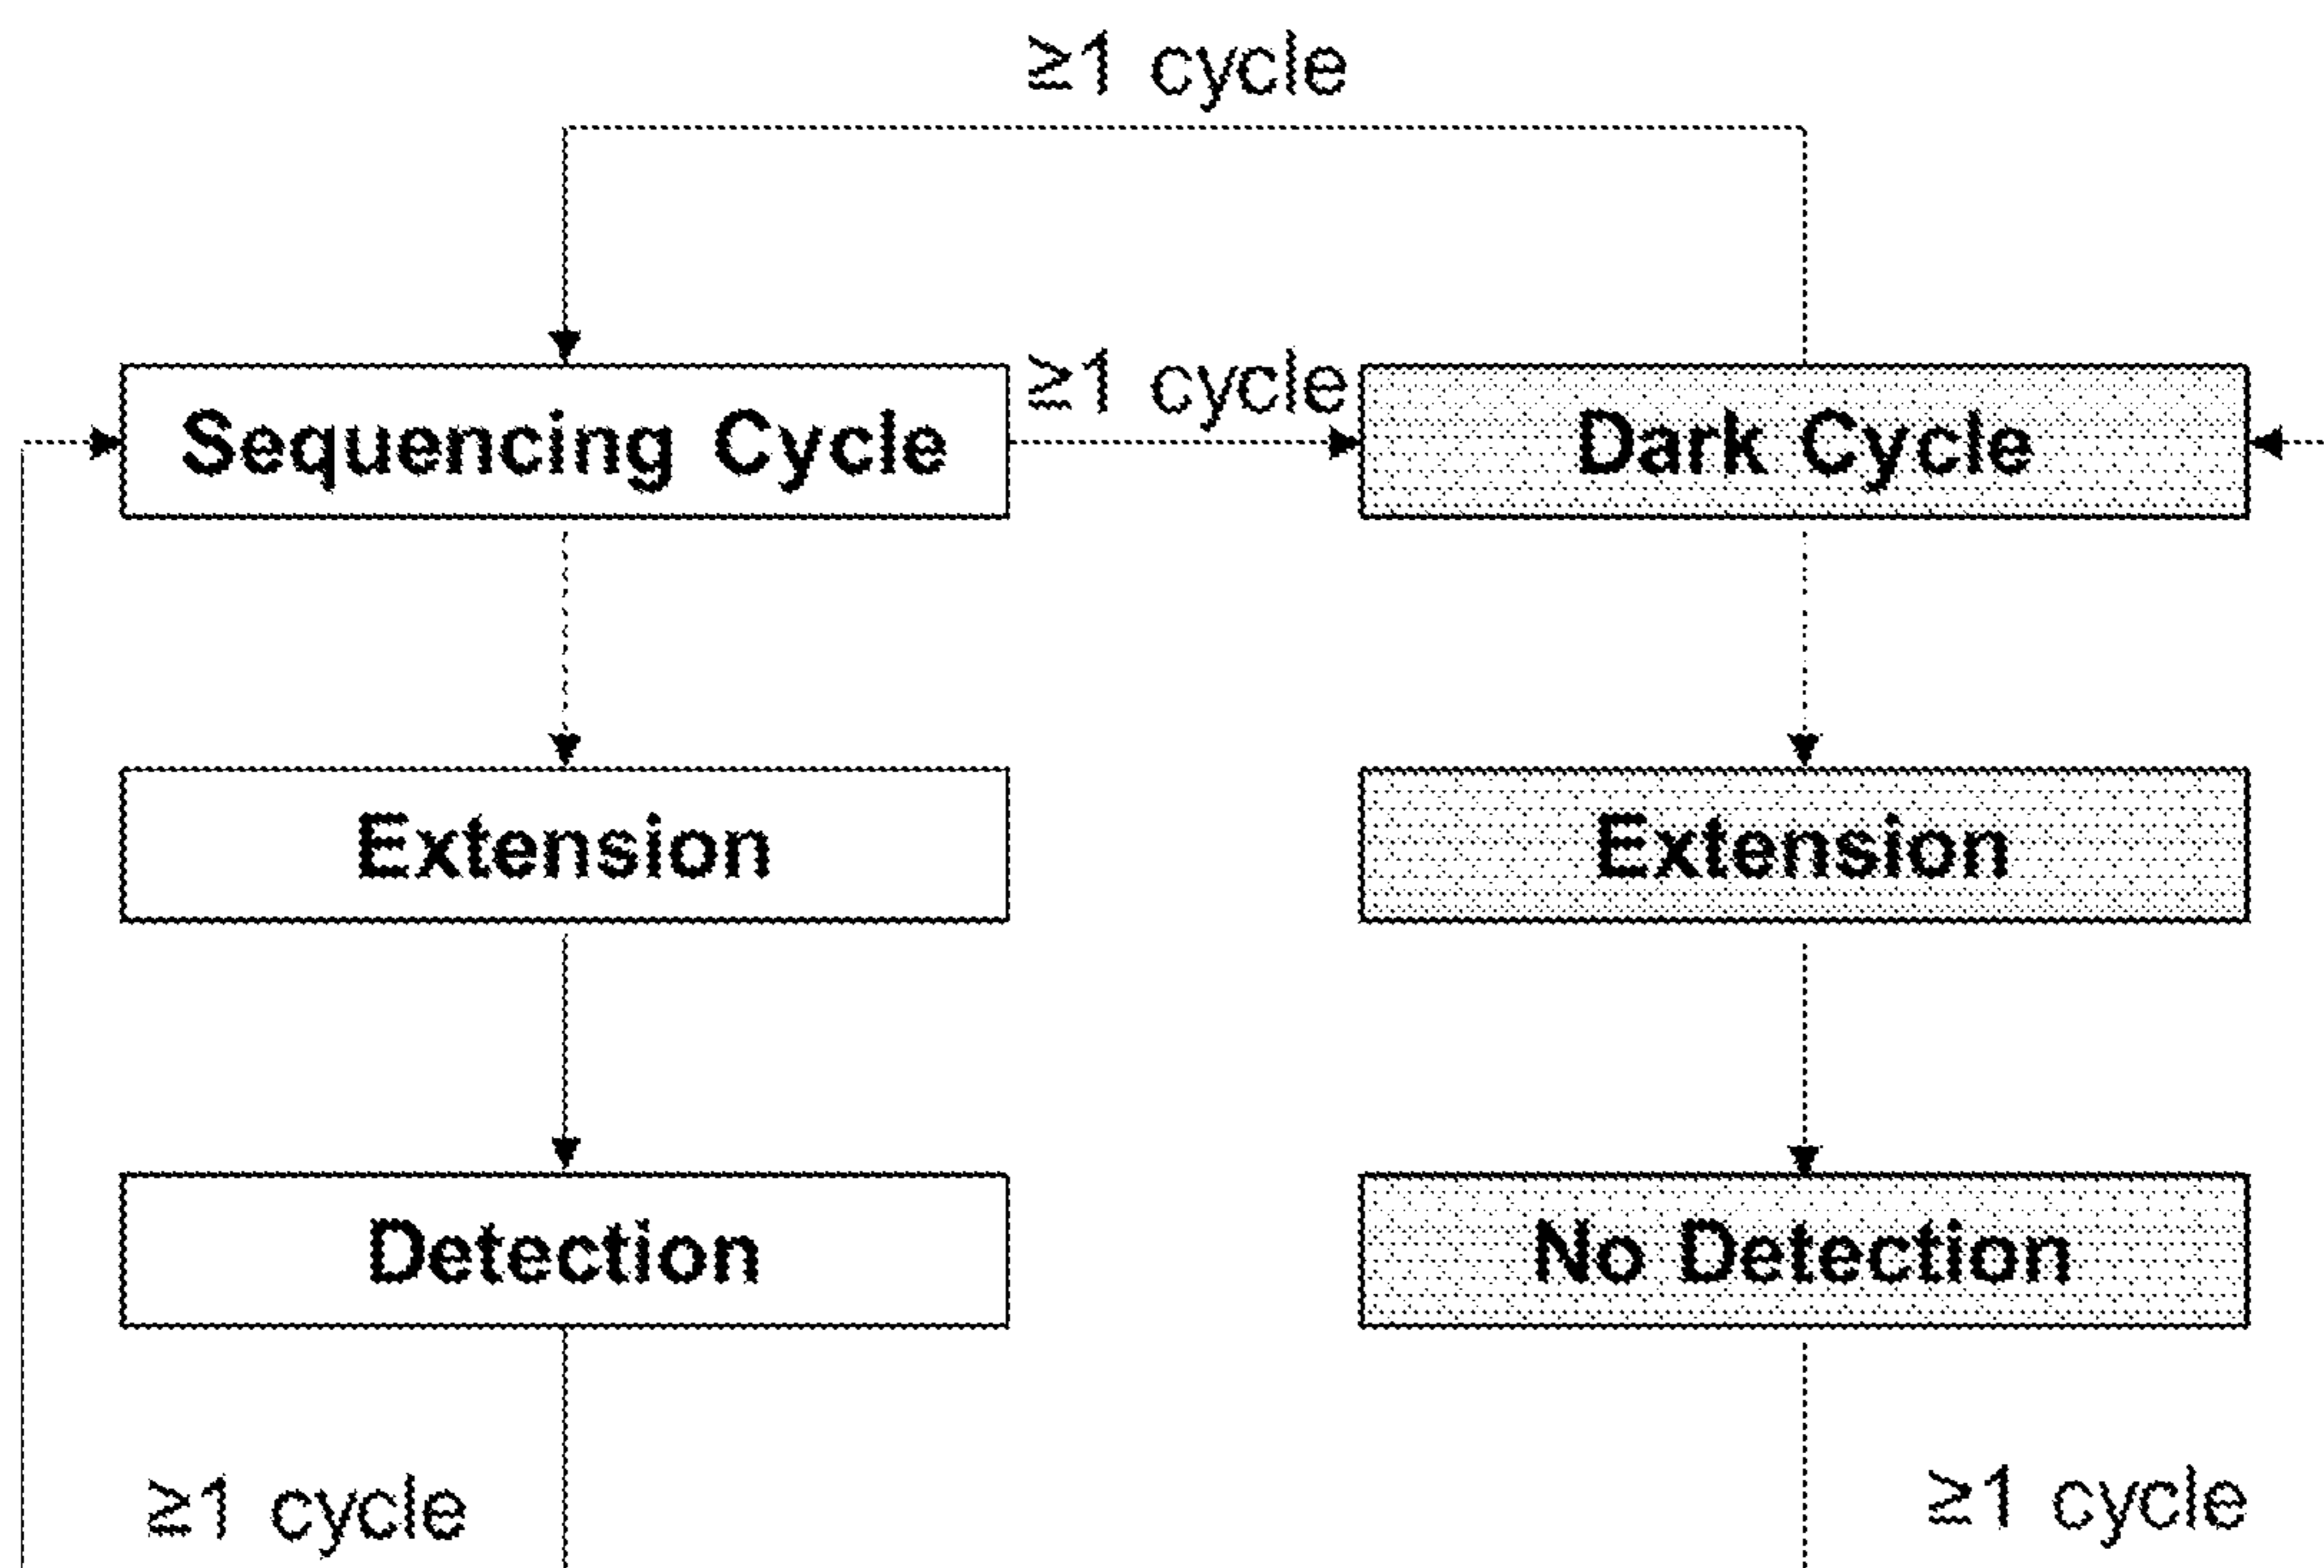 ≥1 cycle
≥1 cycle
Sequencing Cycle
Dark Cycle
Extension
Extension
Detection
No Detection
≥1 cycle
≥1 cycle